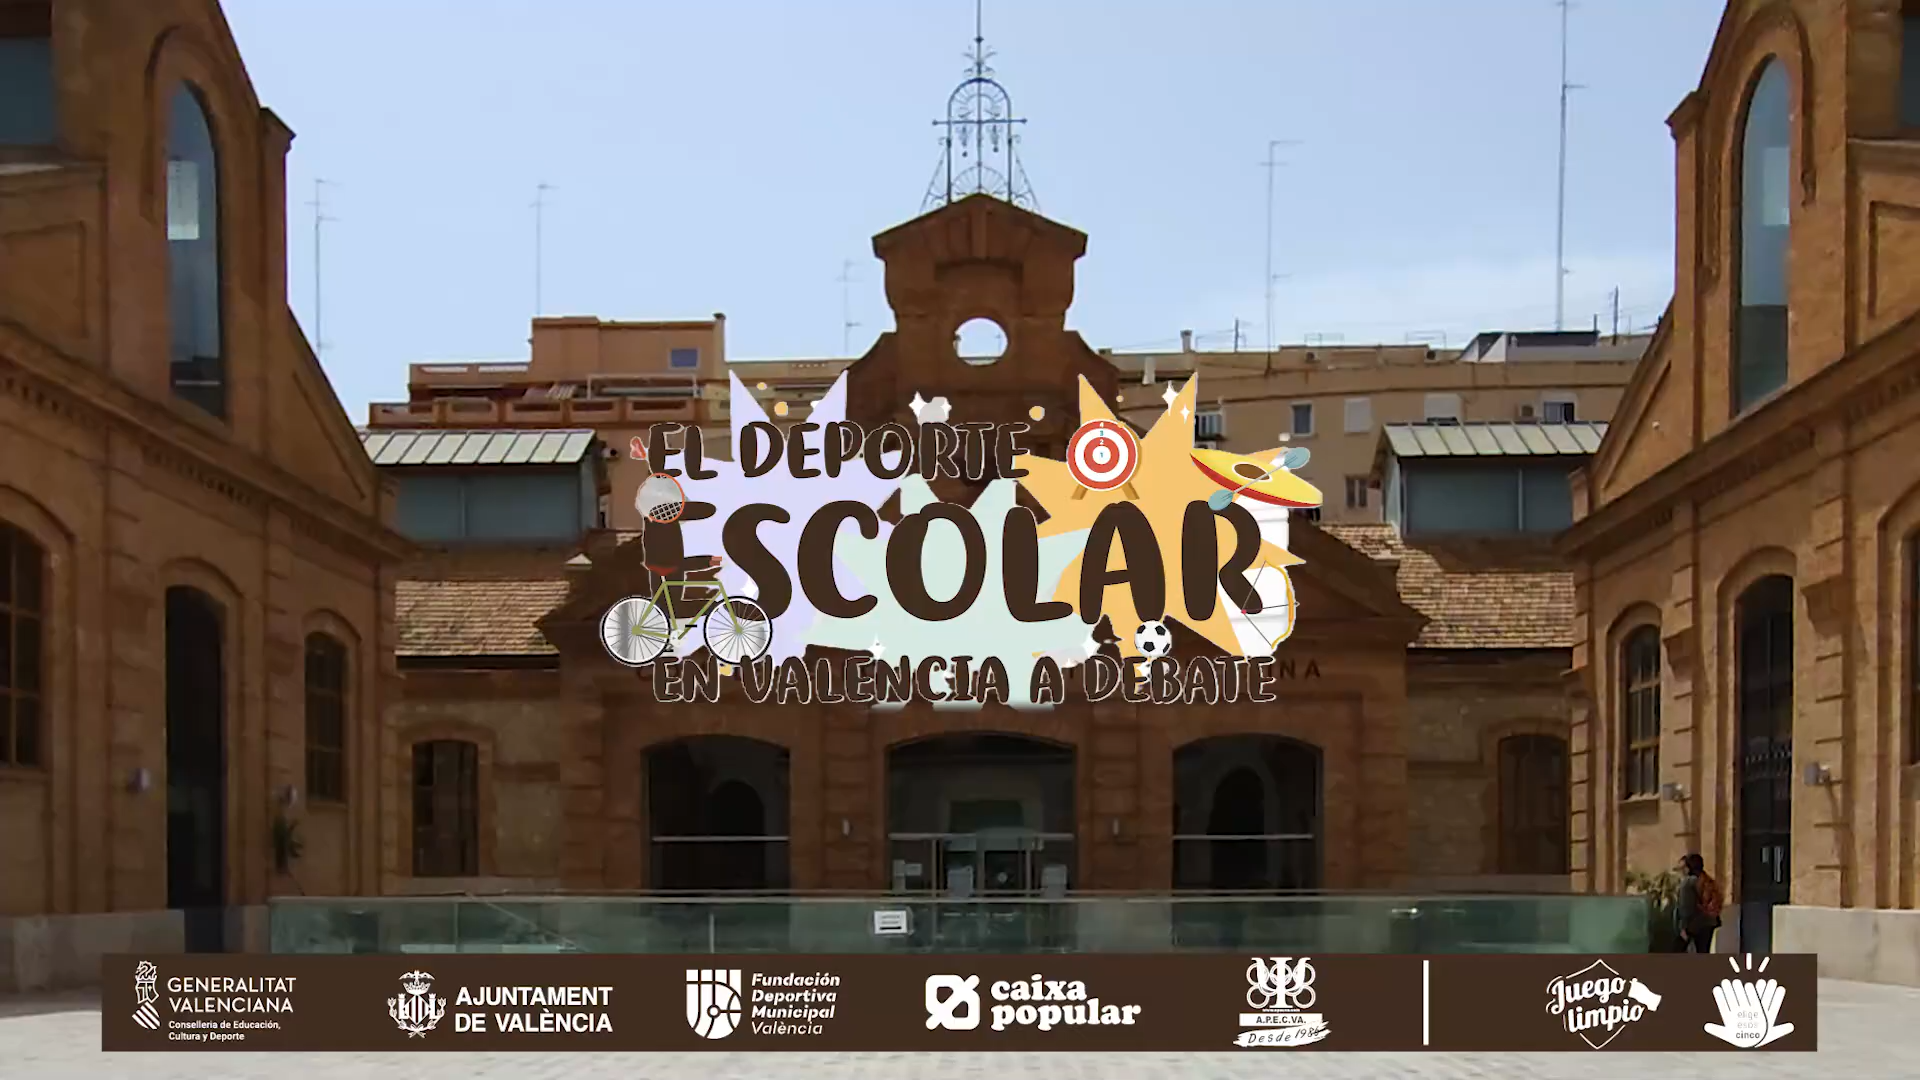 EL DEPORTE
ESCOLAR
EN VALENCIA A DEBATE
GENERALITAT
VALENCIANA
Conselleria de Educación,
Cultura y Deporte
AJUNTAMENT
DE VALÈNCIA
Fundación
Deportiva
Municipal
València
caixa
popular
A.P.E.C.VA.
Desde 1986
Juego
limpio
elige
esos
cinco